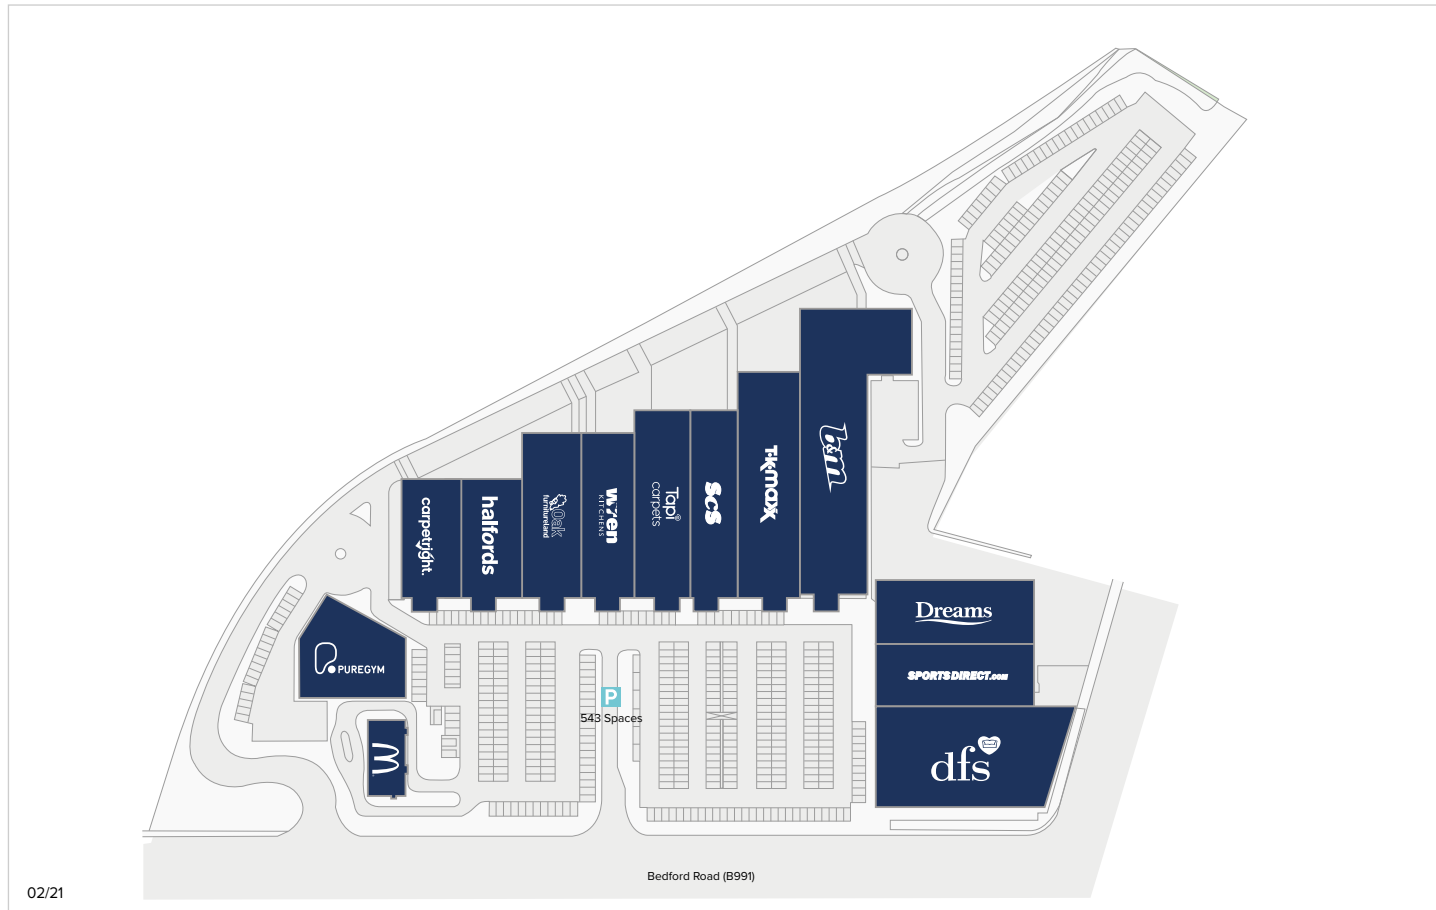 b&m
T·K·maxx
scs
Tapi®
carpets
wren
KITCHENS
Oak
furnitureland
halfords
carpetright.
Dreams
SPORTSDIRECT.com
dfs
PUREGYM
M
P
543 Spaces
Bedford Road (B991)
02/21